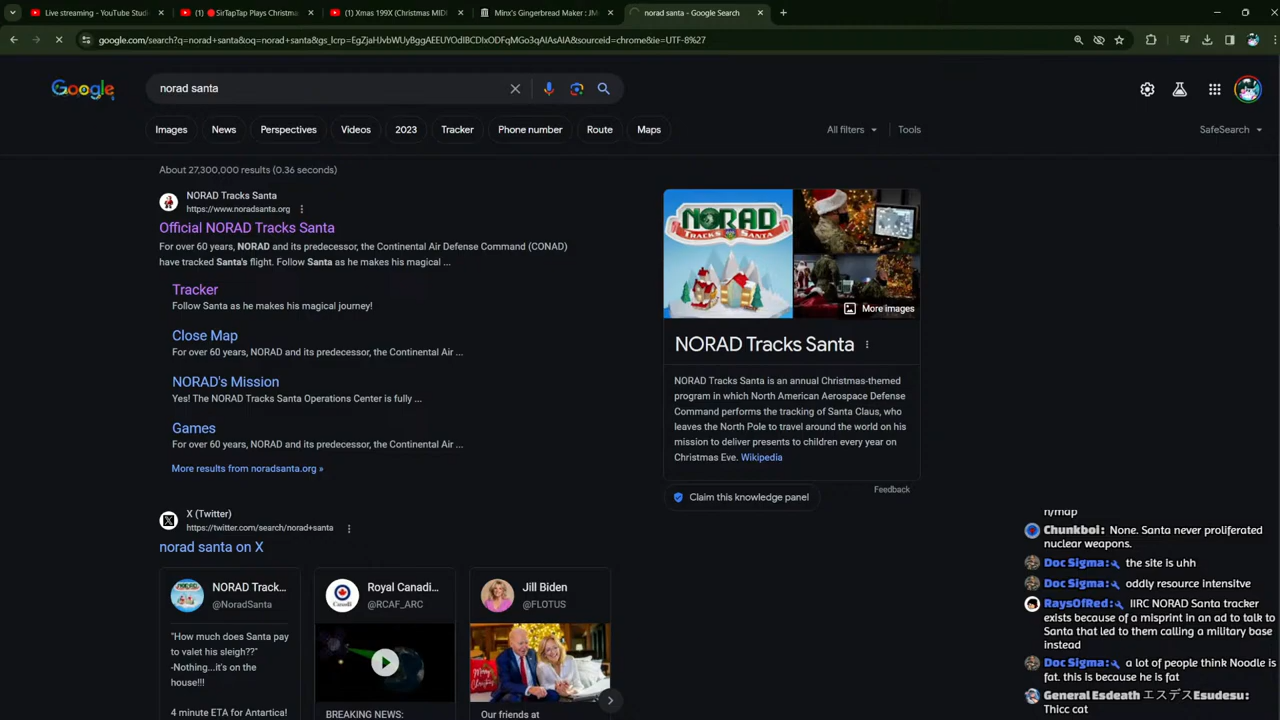 Live streaming - YouTube Studi
(1) 🔴SirTapTap Plays Christma
(1) Xmas 199X (Christmas MIDI
Minx's Gingerbread Maker : JM
norad santa - Google Search
google.com/search?q=norad+santa&oq=norad+santa&gs_lcrp=EgZjaHJvbWUyBggAEEUYOdIBCDIxODFqMGo3qAIAsAIA&sourceid=chrome&ie=UTF-8%27
Google
norad santa
Images
News
Perspectives
Videos
2023
Tracker
Phone number
Route
Maps
All filters
Tools
SafeSearch
About 27,300,000 results (0.36 seconds)
NORAD Tracks Santa
https://www.noradsanta.org
Official NORAD Tracks Santa
For over 60 years, NORAD and its predecessor, the Continental Air Defense Command (CONAD)
have tracked Santa's flight. Follow Santa as he makes his magical ...
Tracker
Follow Santa as he makes his magical journey!
Close Map
For over 60 years, NORAD and its predecessor, the Continental Air ...
NORAD's Mission
Yes! The NORAD Tracks Santa Operations Center is fully ...
Games
For over 60 years, NORAD and its predecessor, the Continental Air ...
More results from noradsanta.org »
X (Twitter)
https://twitter.com/search/norad+santa
norad santa on X
NORAD Track...
@NoradSanta
"How much does Santa pay
to valet his sleigh??"
-Nothing...it's on the
house!!!
4 minute ETA for Antartica!
Royal Canadi...
@RCAF_ARC
BREAKING NEWS:
Jill Biden
@FLOTUS
Our friends at
NORAD
TRACKS SANTA
More images
NORAD Tracks Santa
NORAD Tracks Santa is an annual Christmas-themed
program in which North American Aerospace Defense
Command performs the tracking of Santa Claus, who
leaves the North Pole to travel around the world on his
mission to deliver presents to children every year on
Christmas Eve. Wikipedia
Feedback
Claim this knowledge panel
n/map
Chunkboi: None. Santa never proliferated
nuclear weapons.
Doc Sigma: the site is uhh
Doc Sigma: oddly resource intensitve
RaysOfRed: IIRC NORAD Santa tracker
exists because of a misprint in an ad to talk to
Santa that led to them calling a military base
instead
Doc Sigma: a lot of people think Noodle is
fat. this is because he is fat
General Esdeath エスデスEsudesu:
Thicc cat